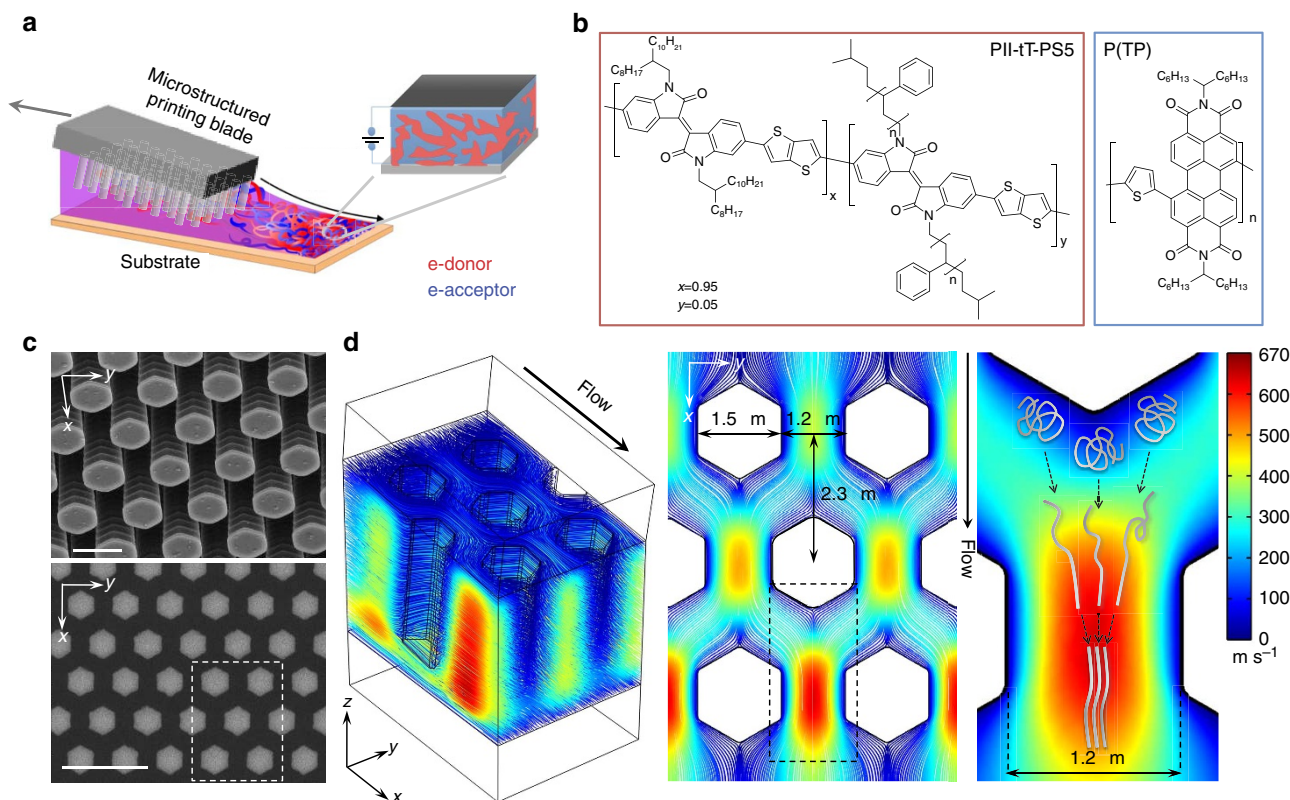 a
Microstructured
printing blade
Substrate
e-donor
e-acceptor
b
PII-tT-PS5
C10H21
C8H17
N
O
O
N
S
S
x
C10H21
C8H17
n
N
O
O
N
S
S
y
n
x=0.95
y=0.05
P(TP)
C6H13
C6H13
O
N
O
S
n
O
N
O
C6H13
C6H13
c
y
x
y
x
d
Flow
z
y
x
y
x
1.5 m
1.2 m
2.3 m
Flow
1.2 m
670
600
500
400
300
200
100
0
m s−1